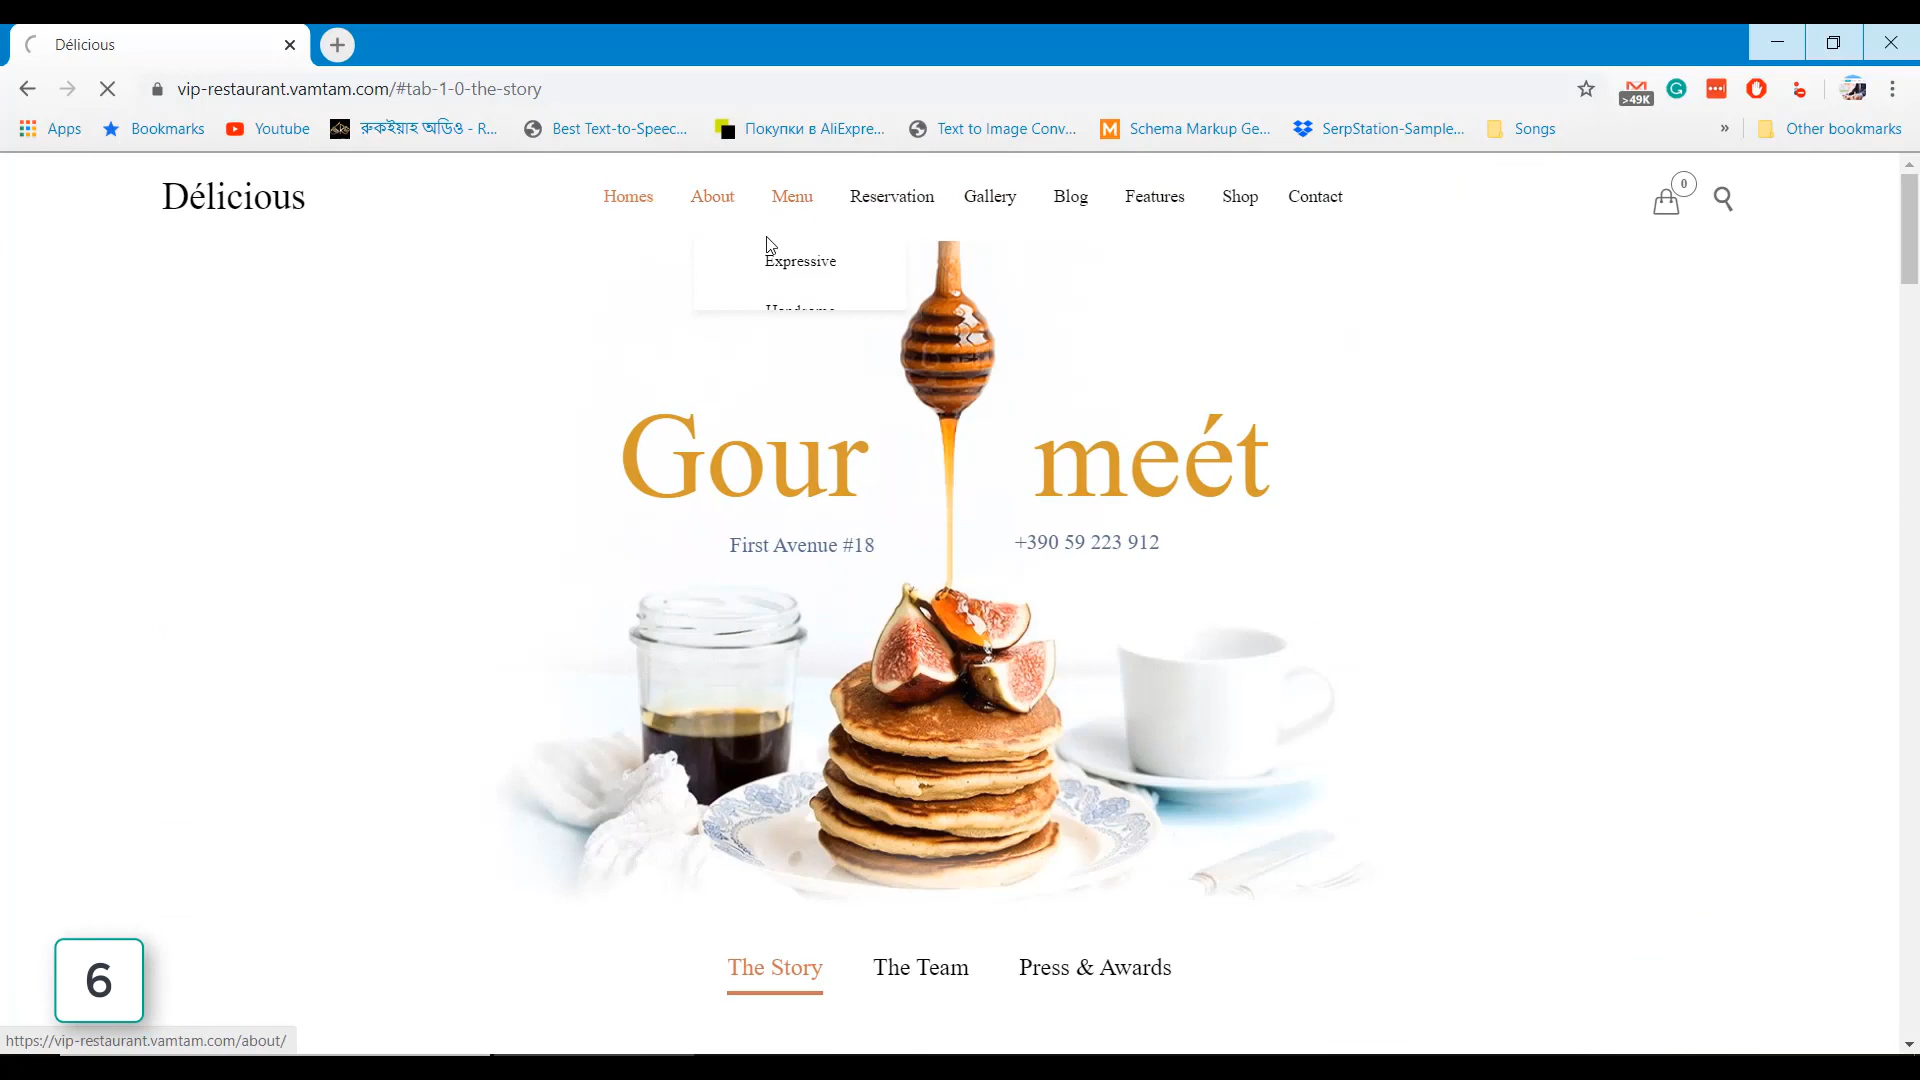 Délicious
vip-restaurant.vamtam.com/#tab-1-0-the-story
>49K
Apps Bookmarks Youtube রুকইয়াহ অডিও - R... Best Text-to-Speec... Покупки в AliExpre... Text to Image Conv... Schema Markup Ge... SerpStation-Sample... Songs » Other bookmarks
Délicious Homes About Menu Reservation Gallery Blog Features Shop Contact 0
Expressive
Handsome
Gour meét
First Avenue #18 +390 59 223 912
The Story The Team Press & Awards
6
https://vip-restaurant.vamtam.com/about/